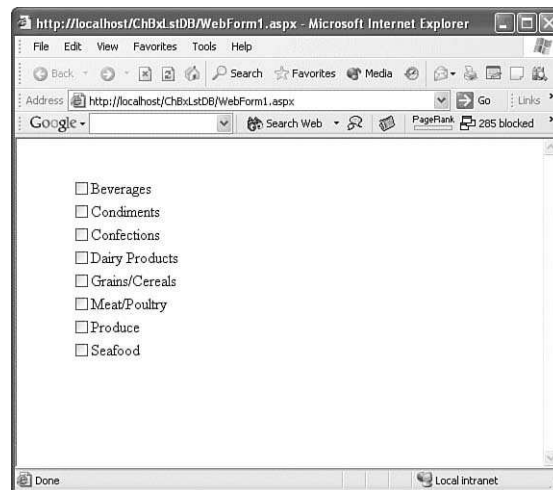 http://localhost/ChBxLstDB/WebForm1.aspx - Microsoft Internet Explorer
File Edit View Favorites Tools Help
Back Search Favorites Media
Address http://localhost/ChBxLstDB/WebForm1.aspx Go Links »
Google Search Web PageRank 285 blocked »
Beverages
Condiments
Confections
Dairy Products
Grains/Cereals
Meat/Poultry
Produce
Seafood
Done Local intranet